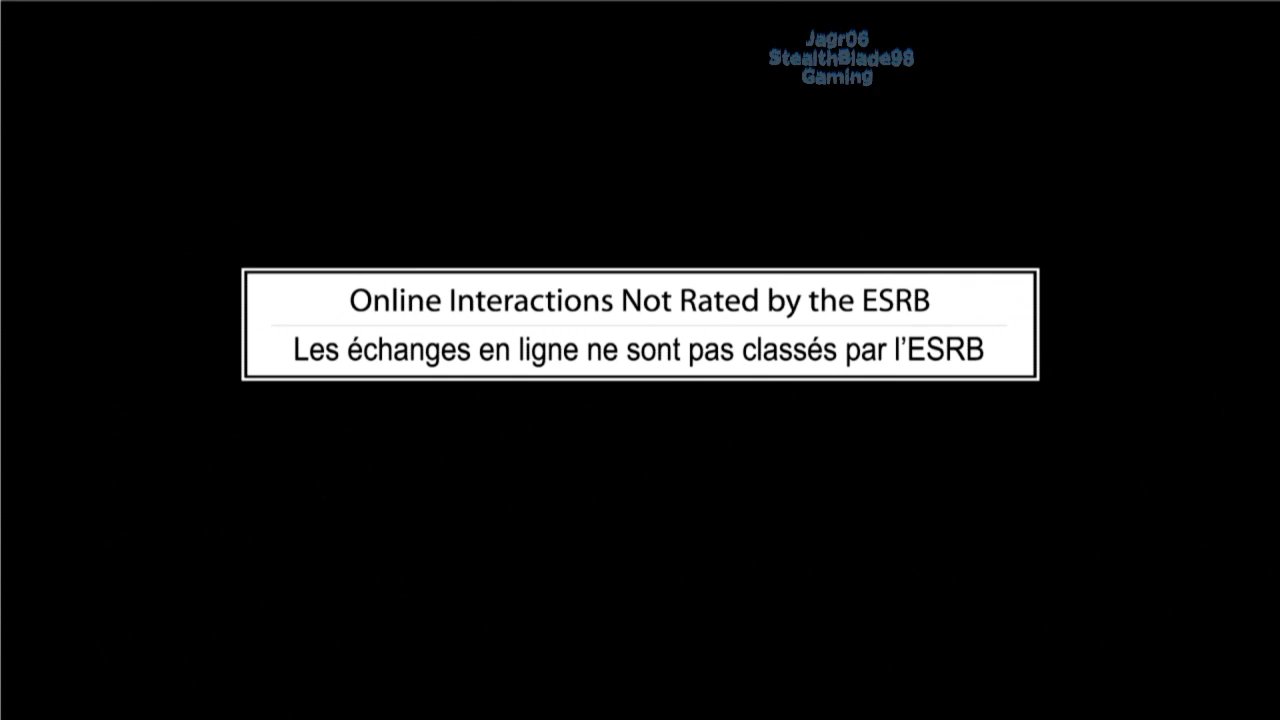 Jagr06
StealthBlade98
Gaming
Online Interactions Not Rated by the ESRB
Les échanges en ligne ne sont pas classés par l'ESRB